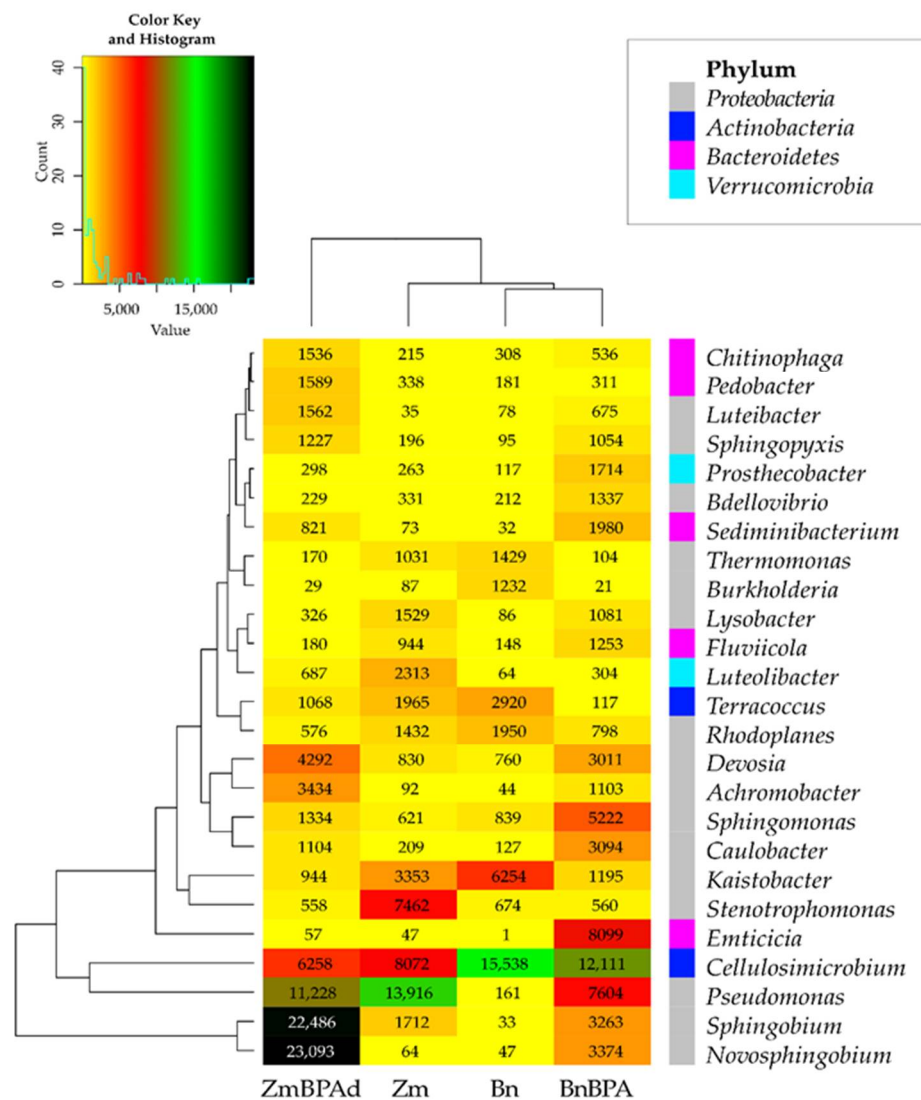 Color Key
and Histogram
Count
0
10
20
30
40
5,000
15,000
Value
Phylum
Proteobacteria
Actinobacteria
Bacteroidetes
Verrucomicrobia
1536 215 308 536 Chitinophaga
1589 338 181 311 Pedobacter
1562 35 78 675 Luteibacter
1227 196 95 1054 Sphingopyxis
298 263 117 1714 Prosthecobacter
229 331 212 1337 Bdellovibrio
821 73 32 1980 Sediminibacterium
170 1031 1429 104 Thermomonas
29 87 1232 21 Burkholderia
326 1529 86 1081 Lysobacter
180 944 148 1253 Fluviicola
687 2313 64 304 Luteolibacter
1068 1965 2920 117 Terracoccus
576 1432 1950 798 Rhodoplanes
4292 830 760 3011 Devosia
3434 92 44 1103 Achromobacter
1334 621 839 5222 Sphingomonas
1104 209 127 3094 Caulobacter
944 3353 6254 1195 Kaistobacter
558 7462 674 560 Stenotrophomonas
57 47 1 8099 Emticicia
6258 8072 15,538 12,111 Cellulosimicrobium
11,228 13,916 161 7604 Pseudomonas
22,486 1712 33 3263 Sphingobium
23,093 64 47 3374 Novosphingobium
ZmBPAd Zm Bn BnBPA